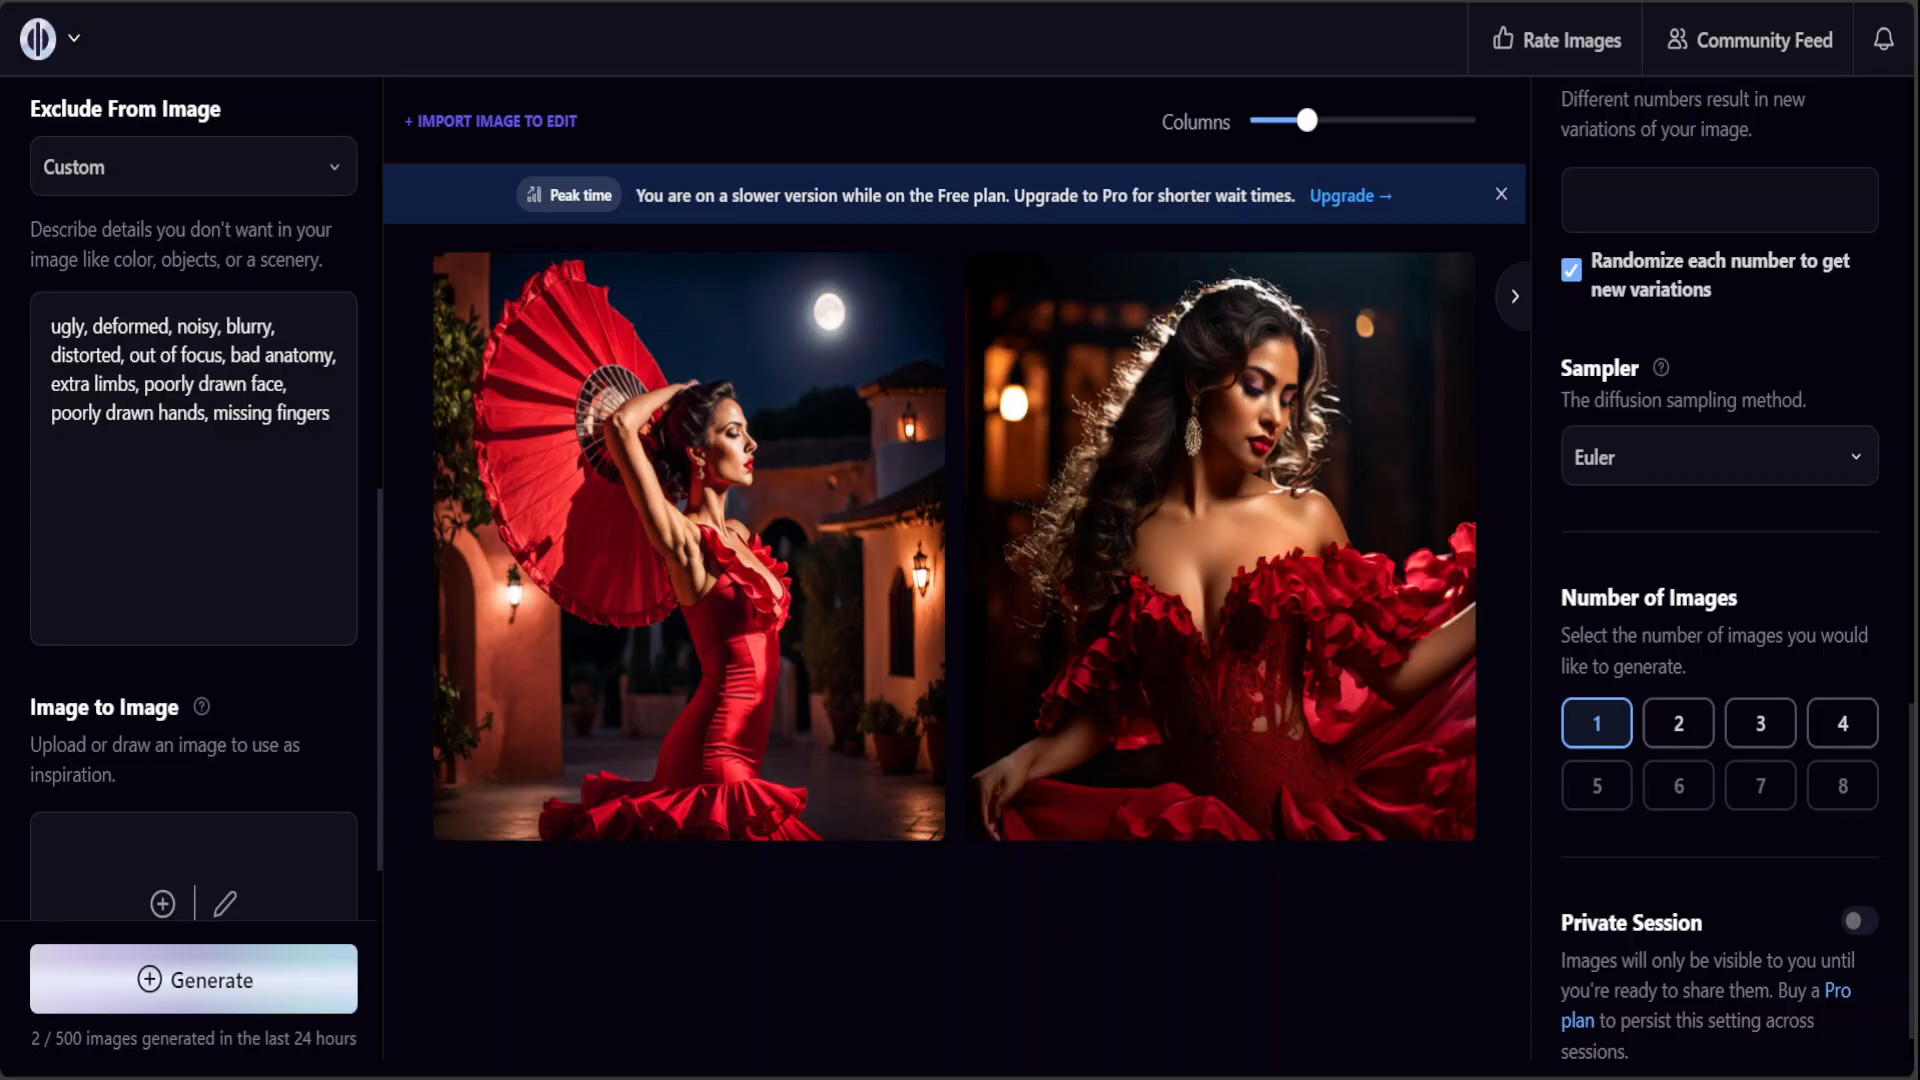 Rate Images
Community Feed
Exclude From Image
Custom
Describe details you don't want in your
image like color, objects, or a scenery.
ugly, deformed, noisy, blurry,
distorted, out of focus, bad anatomy,
extra limbs, poorly drawn face,
poorly drawn hands, missing fingers
Image to Image
Upload or draw an image to use as
inspiration.
Generate
2 / 500 images generated in the last 24 hours
+ IMPORT IMAGE TO EDIT
Columns
Peak time You are on a slower version while on the Free plan. Upgrade to Pro for shorter wait times. Upgrade →
Different numbers result in new
variations of your image.
Randomize each number to get
new variations
Sampler
The diffusion sampling method.
Euler
Number of Images
Select the number of images you would
like to generate.
1 2 3 4
5 6 7 8
Private Session
Images will only be visible to you until
you're ready to share them. Buy a Pro
plan to persist this setting across
sessions.